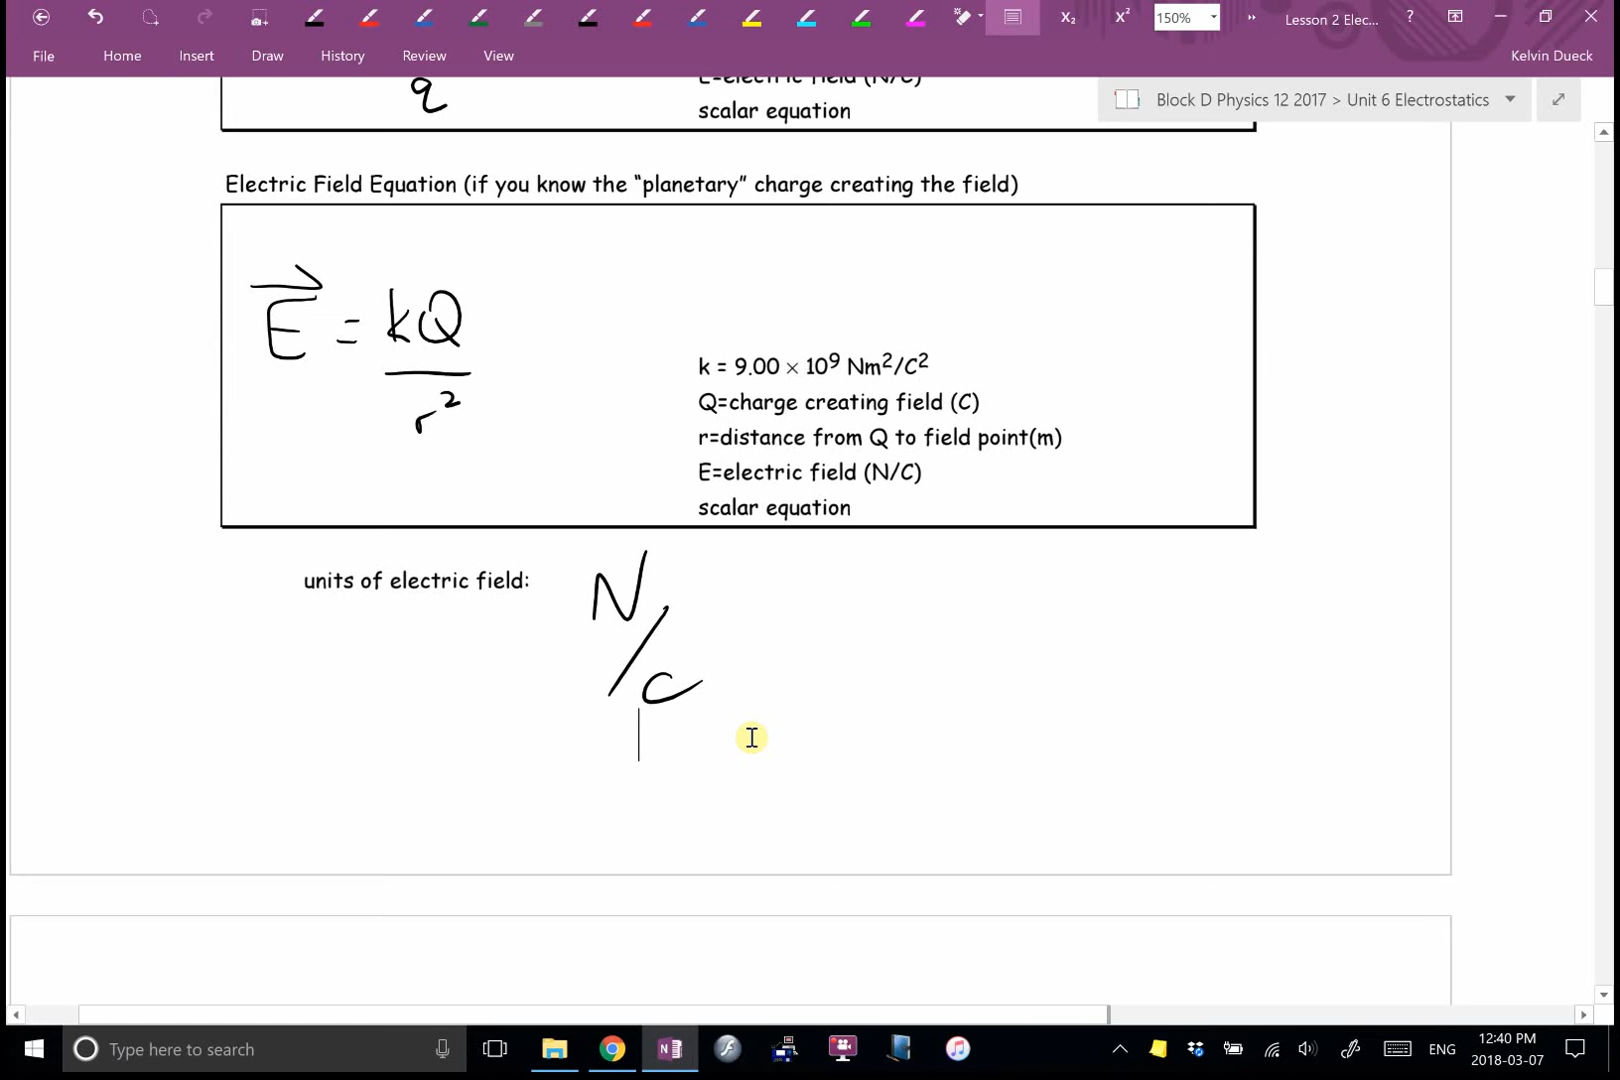 X₂ X² 150% Lesson 2 Elec... ?
File Home Insert Draw History Review View Kelvin Dueck
q
E=electric field (N/C)
scalar equation
Block D Physics 12 2017 > Unit 6 Electrostatics
Electric Field Equation (if you know the “planetary” charge creating the field)
E = kQ
r²
k = 9.00 × 10⁹ Nm²/C²
Q=charge creating field (C)
r=distance from Q to field point(m)
E=electric field (N/C)
scalar equation
units of electric field:
N/C
Type here to search
ENG
12:40 PM
2018-03-07